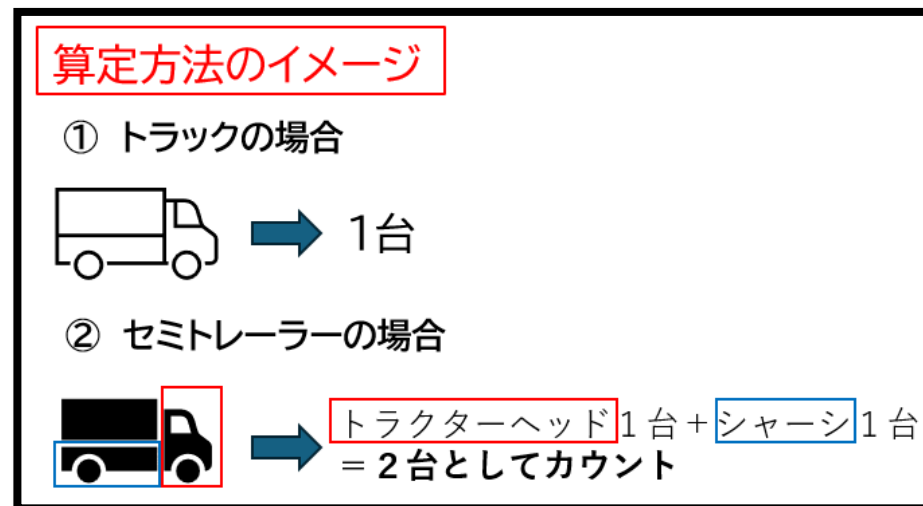 算定方法のイメージ
① トラックの場合
1台
② セミトレーラーの場合
トラクターヘッド1台+シャーシ1台
=2台としてカウント